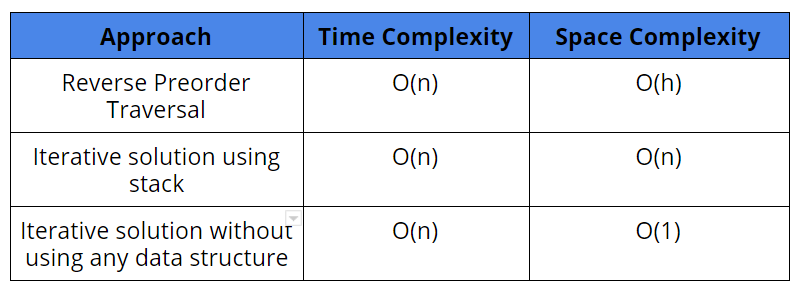 Approach
Time Complexity
Space Complexity
Reverse Preorder
Traversal
O(n)
O(h)
Iterative solution using
stack
O(n)
O(n)
Iterative solution without
using any data structure
O(n)
O(1)